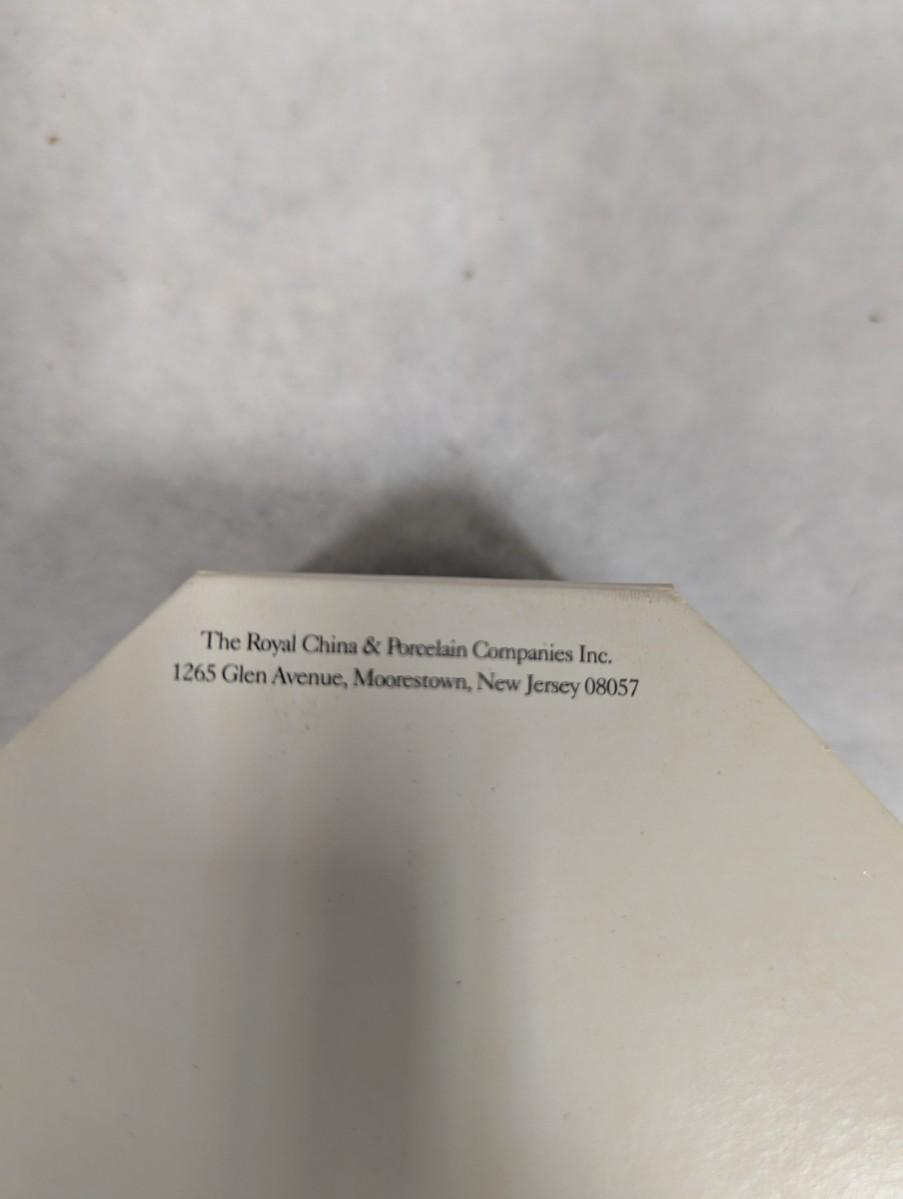 The Royal China & Porcelain Companies Inc.
1265 Glen Avenue, Moorestown, New Jersey 08057